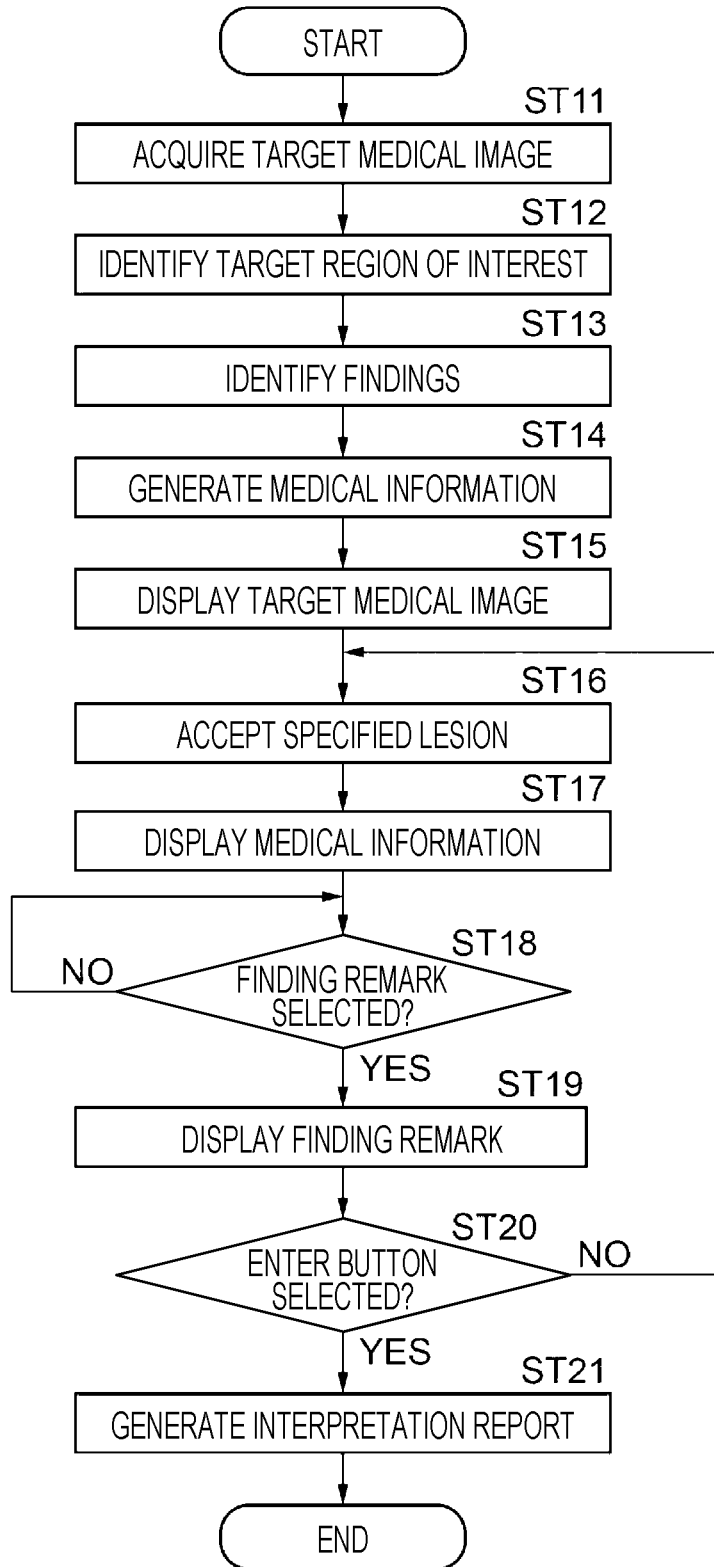 START
ST11
ACQUIRE TARGET MEDICAL IMAGE
ST12
IDENTIFY TARGET REGION OF INTEREST
ST13
IDENTIFY FINDINGS
ST14
GENERATE MEDICAL INFORMATION
ST15
DISPLAY TARGET MEDICAL IMAGE
ST16
ACCEPT SPECIFIED LESION
ST17
DISPLAY MEDICAL INFORMATION
ST18
NO
FINDING REMARK
SELECTED?
YES
ST19
DISPLAY FINDING REMARK
ST20
NO
ENTER BUTTON
SELECTED?
YES
ST21
GENERATE INTERPRETATION REPORT
END